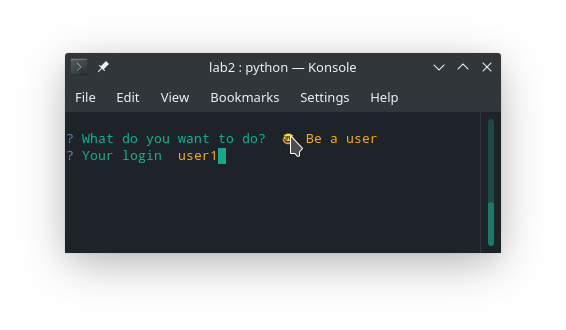 lab2 : python — Konsole
File Edit View Bookmarks Settings Help
? What do you want to do? Be a user
? Your login user1